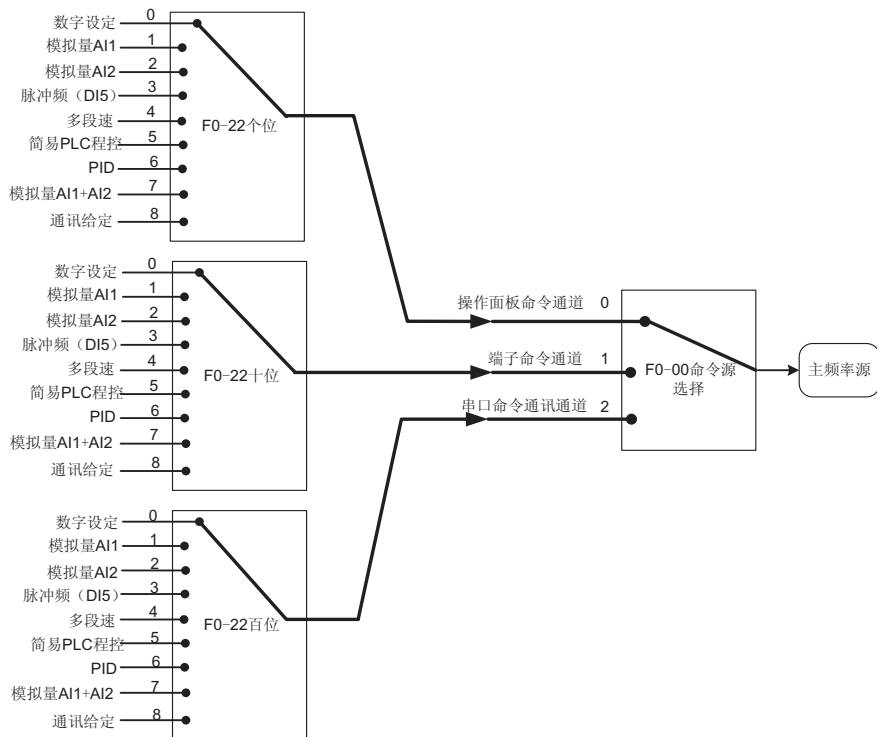 数字设定 0
模拟量AI1 1
模拟量AI2 2
脉冲频（DI5） 3
多段速 4
简易PLC程控 5
PID 6
模拟量AI1+AI2 7
通讯给定 8
F0-22个位
数字设定 0
模拟量AI1 1
模拟量AI2 2
脉冲频（DI5） 3
多段速 4
简易PLC程控 5
PID 6
模拟量AI1+AI2 7
通讯给定 8
F0-22十位
数字设定 0
模拟量AI1 1
模拟量AI2 2
脉冲频（DI5） 3
多段速 4
简易PLC程控 5
PID 6
模拟量AI1+AI2 7
通讯给定 8
F0-22百位
操作面板命令通道 0
端子命令通道 1
串口命令通讯通道 2
F0-00命令源
选择
主频率源